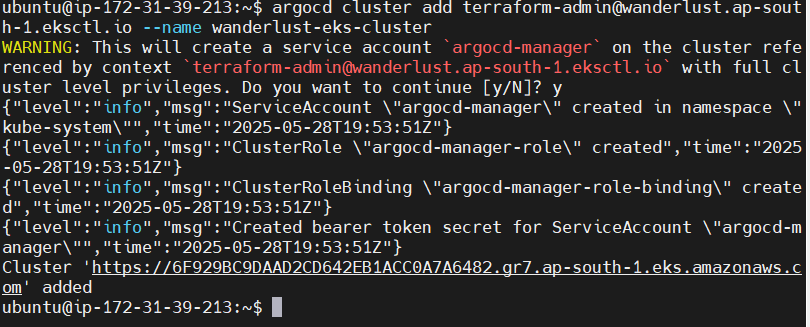 ubuntu@ip-172-31-39-213:~$ argocd cluster add terraform-admin@wanderlust.ap-sout
h-1.eksctl.io --name wanderlust-eks-cluster
WARNING: This will create a service account `argocd-manager` on the cluster refe
renced by context `terraform-admin@wanderlust.ap-south-1.eksctl.io` with full cl
uster level privileges. Do you want to continue [y/N]? y
{"level":"info","msg":"ServiceAccount \"argocd-manager\" created in namespace \"
kube-system\"","time":"2025-05-28T19:53:51Z"}
{"level":"info","msg":"ClusterRole \"argocd-manager-role\" created","time":"2025
-05-28T19:53:51Z"}
{"level":"info","msg":"ClusterRoleBinding \"argocd-manager-role-binding\" create
d","time":"2025-05-28T19:53:51Z"}
{"level":"info","msg":"Created bearer token secret for ServiceAccount \"argocd-m
anager\"","time":"2025-05-28T19:53:51Z"}
Cluster 'https://6F929BC9DAAD2CD642EB1ACC0A7A6482.gr7.ap-south-1.eks.amazonaws.c
om' added
ubuntu@ip-172-31-39-213:~$